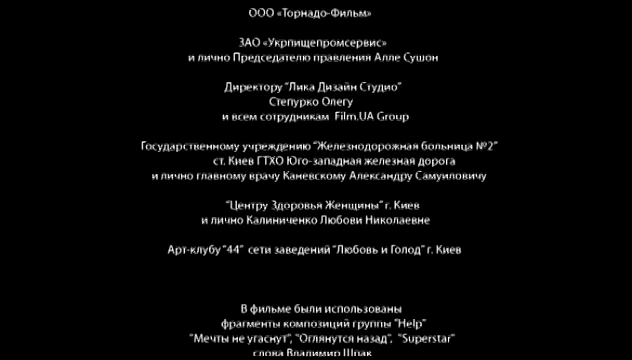 ООО «Торнадо-Фильм»
ЗАО «Укрпищепромсервис»
и лично Председателю правления Алле Сушон
Директору "Лика Дизайн Студио"
Степурко Олегу
и всем сотрудникам Film.UA Group
Государственному учреждению "Железнодорожная больница №2"
ст. Киев ГТХО Юго-западная железная дорога
и лично главному врачу Каневскому Александру Самуиловичу
"Центру Здоровья Женщины" г. Киев
и лично Калиниченко Любови Николаевне
Арт-клубу "44" сети заведений "Любовь и Голод" г. Киев
В фильме были использованы
фрагменты композиций группы "Help"
"Мечты не угаснут", "Оглянутся назад", "Superstar"
слова Владимир Шпак